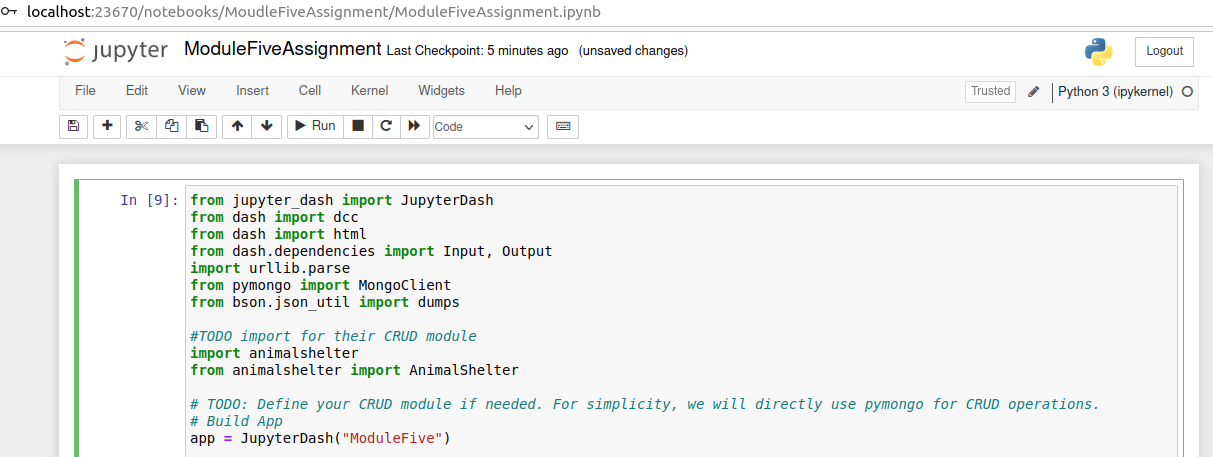 localhost:23670/notebooks/MoudleFiveAssignment/ModuleFiveAssignment.ipynb
jupyter ModuleFiveAssignment Last Checkpoint: 5 minutes ago (unsaved changes) Logout
File Edit View Insert Cell Kernel Widgets Help Trusted Python 3 (ipykernel)
Run Code
In [9]: from jupyter_dash import JupyterDash
from dash import dcc
from dash import html
from dash.dependencies import Input, Output
import urllib.parse
from pymongo import MongoClient
from bson.json_util import dumps
#TODO import for their CRUD module
import animalshelter
from animalshelter import AnimalShelter
# TODO: Define your CRUD module if needed. For simplicity, we will directly use pymongo for CRUD operations.
# Build App
app = JupyterDash("ModuleFive")